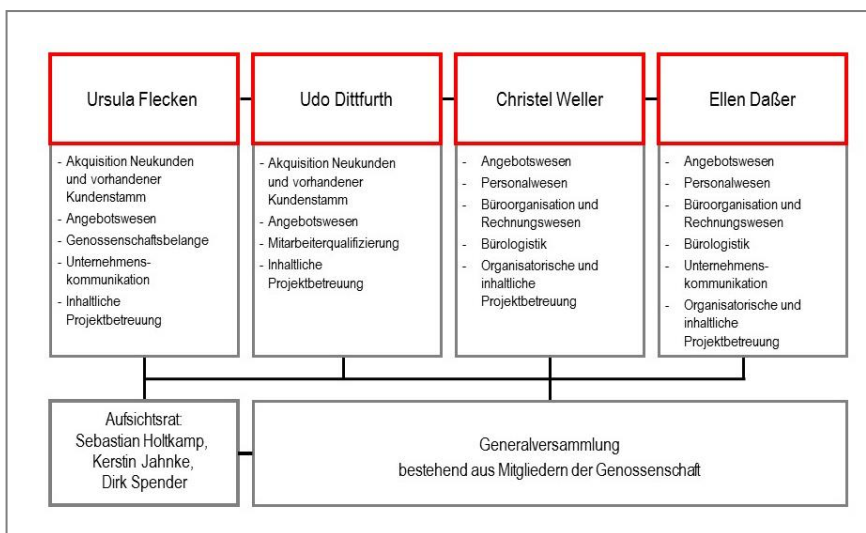 Ursula Flecken
- Akquisition Neukunden
und vorhandener
Kundenstamm
- Angebotswesen
- Genossenschaftsbelange
- Unternehmens-
kommunikation
- Inhaltliche
Projektbetreuung
Udo Dittfurth
- Akquisition Neukunden
und vorhandener
Kundenstamm
- Angebotswesen
- Mitarbeiterqualifizierung
- Inhaltliche
Projektbetreuung
Christel Weller
- Angebotswesen
- Personalwesen
- Büroorganisation und
Rechnungswesen
- Bürologistik
- Organisatorische und
inhaltliche
Projektbetreuung
Ellen Daßer
- Angebotswesen
- Personalwesen
- Büroorganisation und
Rechnungswesen
- Bürologistik
- Unternehmens-
kommunikation
- Organisatorische und
inhaltliche
Projektbetreuung
Aufsichtsrat:
Sebastian Holtkamp,
Kerstin Jahnke,
Dirk Spender
Generalversammlung
bestehend aus Mitgliedern der Genossenschaft